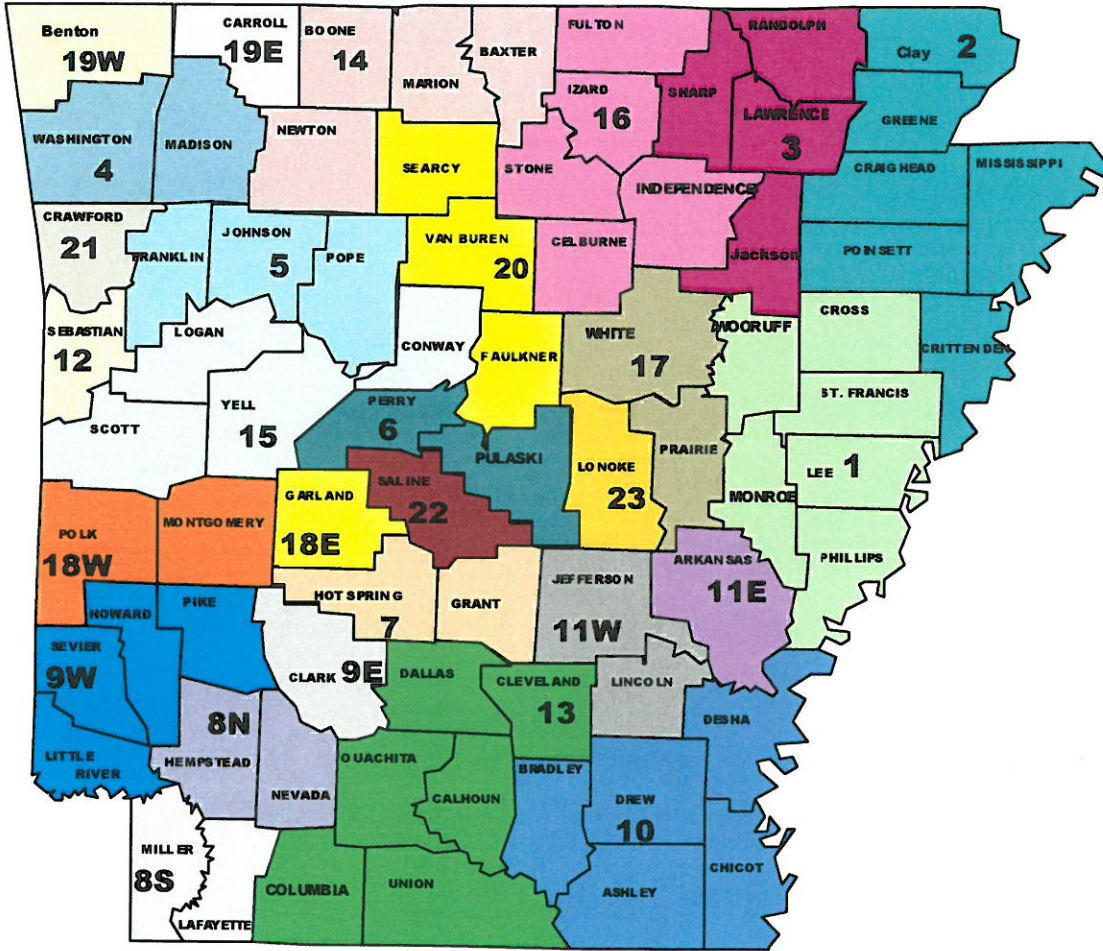 Benton
19W
CARROLL
19E
BOONE
14
MARION
BAXTER
FULTON
SHARP
RANDOLPH
Clay 2
WASHINGTON
4
MADISON
NEWTON
SEARCY
STONE
IZARD
16
INDEPENDENCE
LAWRENCE
3
GREENE
CRAIGHEAD
MISSISSIPPI
CRAWFORD
21
FRANKLIN
JOHNSON
5
POPE
VAN BUREN
20
CELBURNE
Jackson
POINSETT
SEBASTIAN
12
LOGAN
CONWAY
FAULKNER
WHITE
17
WOORUFF
CROSS
CRITTENDEN
SCOTT
YELL
15
PERRY
6
PULASKI
LONOKE
23
PRAIRIE
ST. FRANCIS
LEE 1
MONROE
PHILLIPS
POLK
18W
MONTGOMERY
GARLAND
18E
SALINE
22
HOT SPRING
7
GRANT
JEFFERSON
11W
ARKANSAS
11E
HOWARD
PIKE
SEVIER
9W
CLARK 9E
DALLAS
CLEVELAND
13
LINCOLN
DESHA
LITTLE
RIVER
8N
HEMPSTEAD
NEVADA
OUACHITA
CALHOUN
BRADLEY
DREW
10
CHICOT
MILLER
8S
LAFAYETTE
COLUMBIA
UNION
ASHLEY